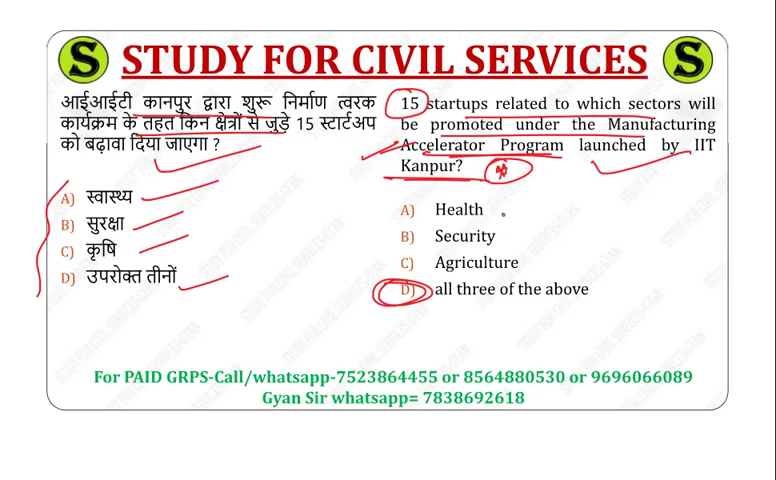 S STUDY FOR CIVIL SERVICES S
आईआईटी कानपुर द्वारा शुरू निर्माण त्वरक
कार्यक्रम के तहत किन क्षेत्रों से जुड़े 15 स्टार्टअप
को बढ़ावा दिया जाएगा ?
A) स्वास्थ्य
B) सुरक्षा
C) कृषि
D) उपरोक्त तीनों
15 startups related to which sectors will
be promoted under the Manufacturing
Accelerator Program launched by IIT
Kanpur?
A) Health
B) Security
C) Agriculture
D) all three of the above
For PAID GRPS-Call/whatsapp-7523864455 or 8564880530 or 9696066089
Gyan Sir whatsapp= 7838692618